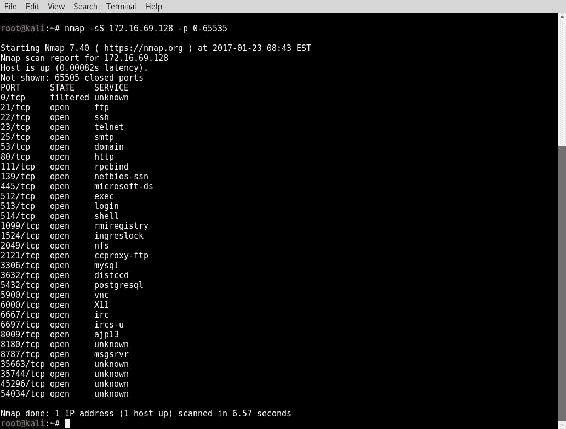 File Edit View Search Terminal Help
root@kali:~# nmap -sS 172.16.69.128 -p 0-65535
Starting Nmap 7.40 ( https://nmap.org ) at 2017-01-23 08:43 EST
Nmap scan report for 172.16.69.128
Host is up (0.00082s latency).
Not shown: 65505 closed ports
PORT STATE SERVICE
0/tcp filtered unknown
21/tcp open ftp
22/tcp open ssh
23/tcp open telnet
25/tcp open smtp
53/tcp open domain
80/tcp open http
111/tcp open rpcbind
139/tcp open netbios-ssn
445/tcp open microsoft-ds
512/tcp open exec
513/tcp open login
514/tcp open shell
1099/tcp open rmiregistry
1524/tcp open ingreslock
2049/tcp open nfs
2121/tcp open ccproxy-ftp
3306/tcp open mysql
3632/tcp open distccd
5432/tcp open postgresql
5900/tcp open vnc
6000/tcp open X11
6667/tcp open irc
6697/tcp open ircs-u
8009/tcp open ajp13
8180/tcp open unknown
8787/tcp open msgsrvr
35663/tcp open unknown
35744/tcp open unknown
45296/tcp open unknown
54034/tcp open unknown
Nmap done: 1 IP address (1 host up) scanned in 6.57 seconds
root@kali:~#